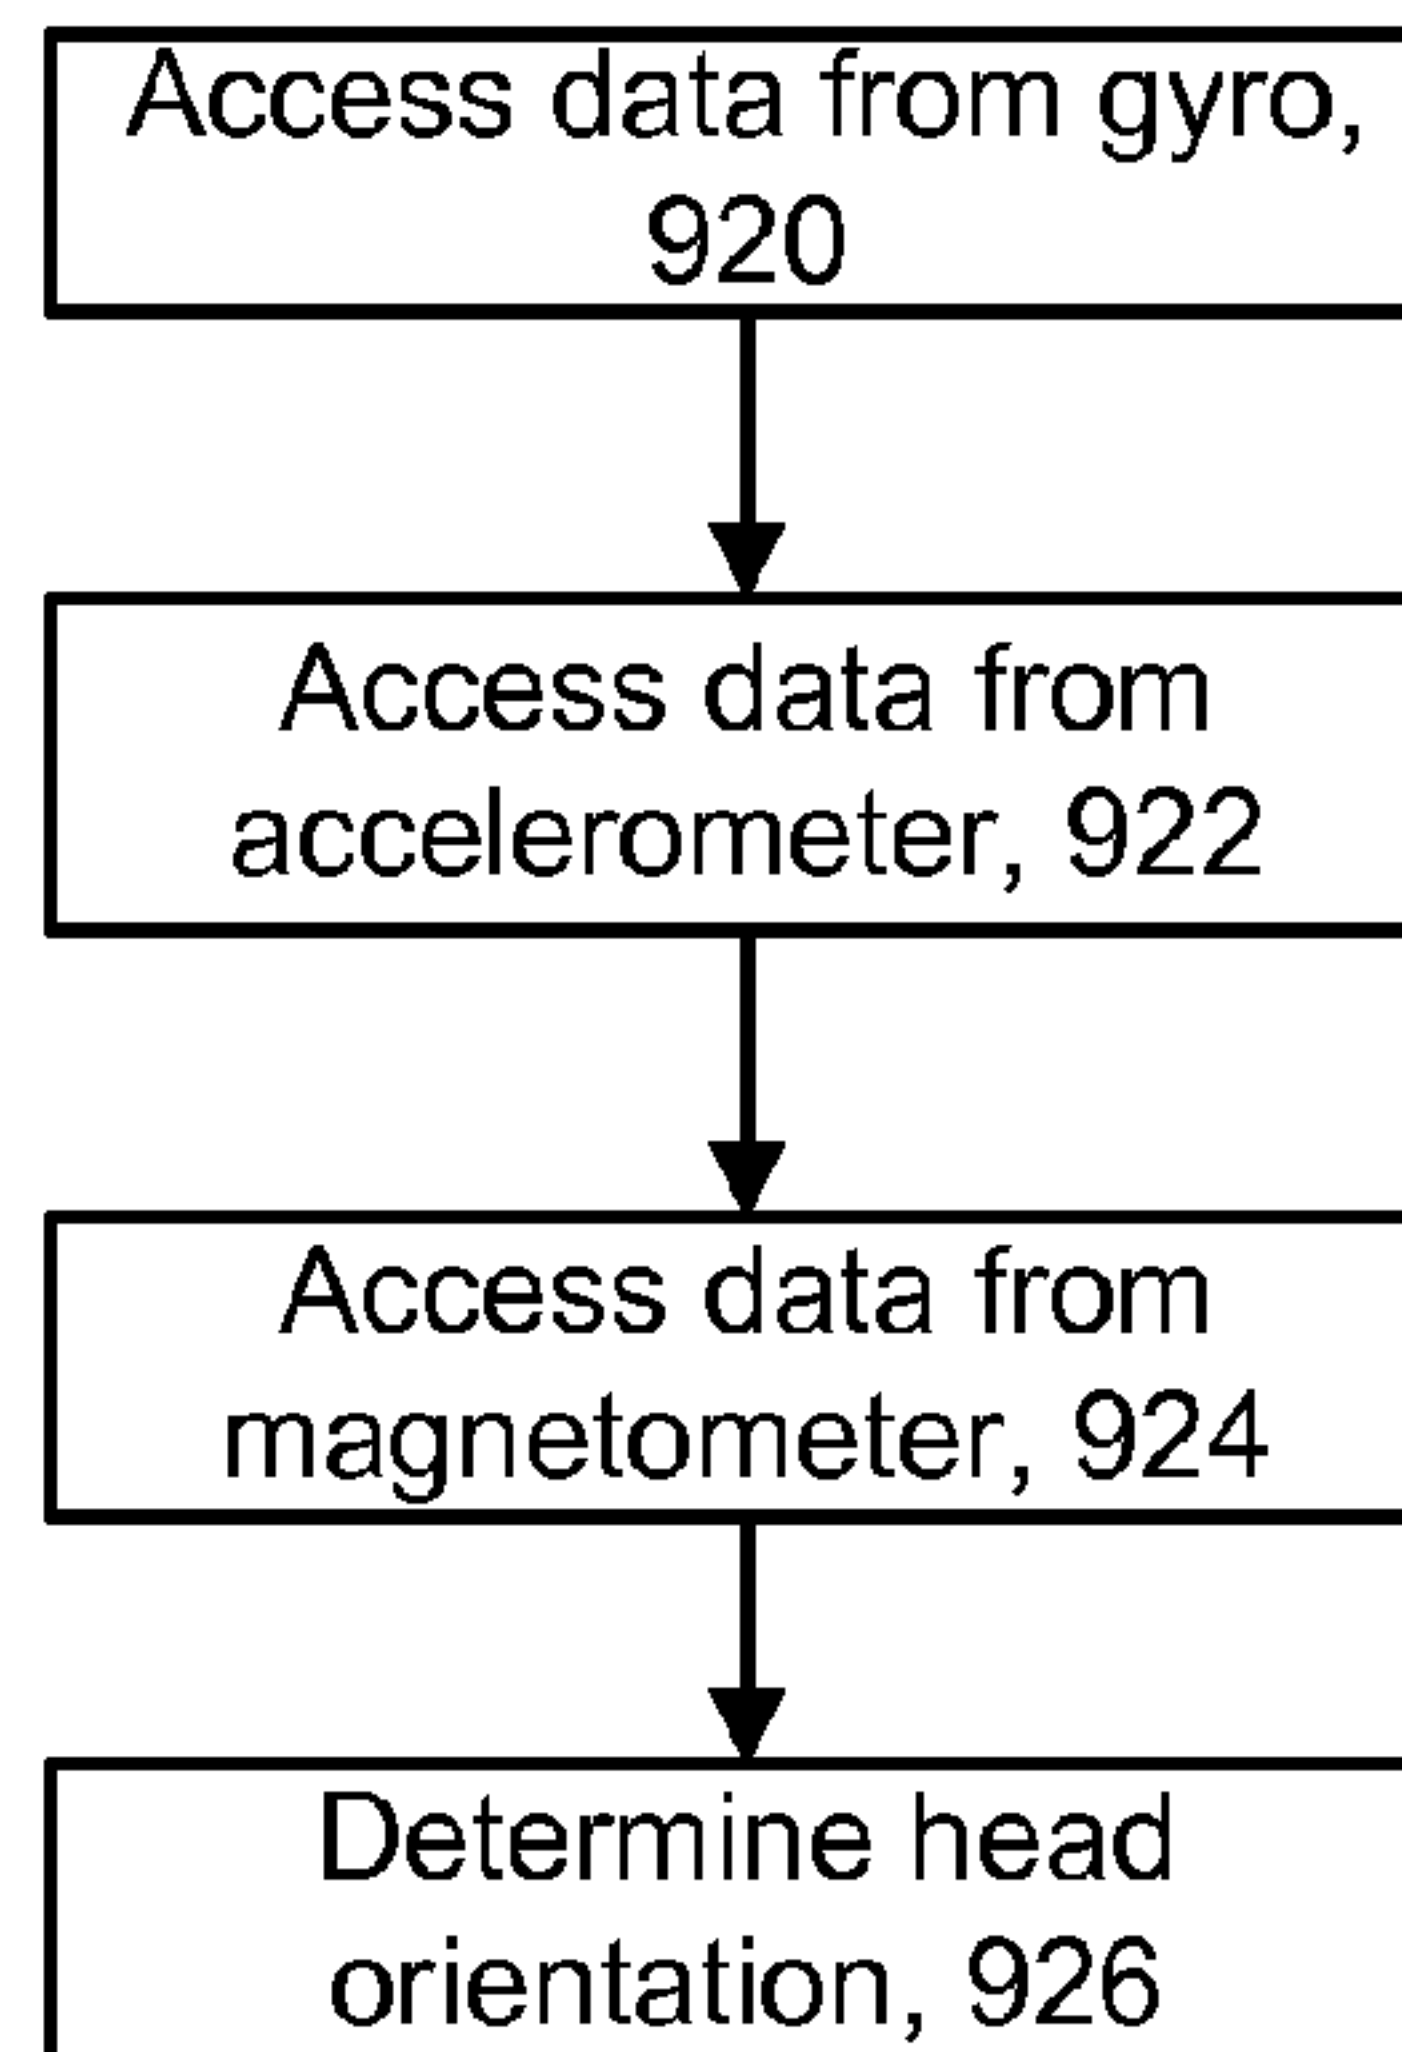 Access data from gyro,
920
Access data from
accelerometer, 922
Access data from
magnetometer, 924
Determine head
orientation, 926